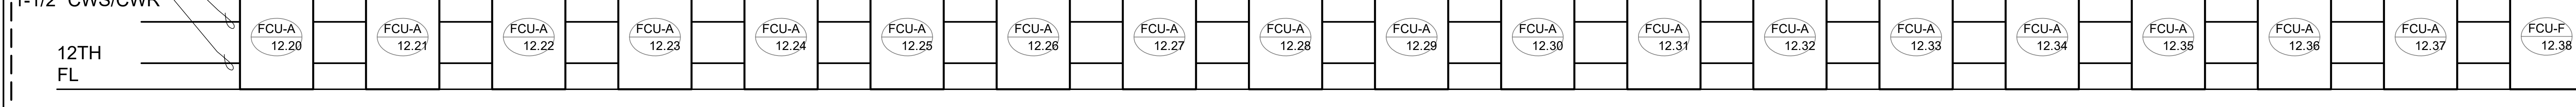 1-1/2" CWS/CWR
FCU-A FCU-A FCU-A FCU-A FCU-A FCU-A FCU-A FCU-A FCU-A FCU-A FCU-A FCU-A FCU-A FCU-A FCU-A FCU-A FCU-A FCU-A FCU-F
12.20 12.21 12.22 12.23 12.24 12.25 12.26 12.27 12.28 12.29 12.30 12.31 12.32 12.33 12.34 12.35 12.36 12.37 12.38
12TH
FL